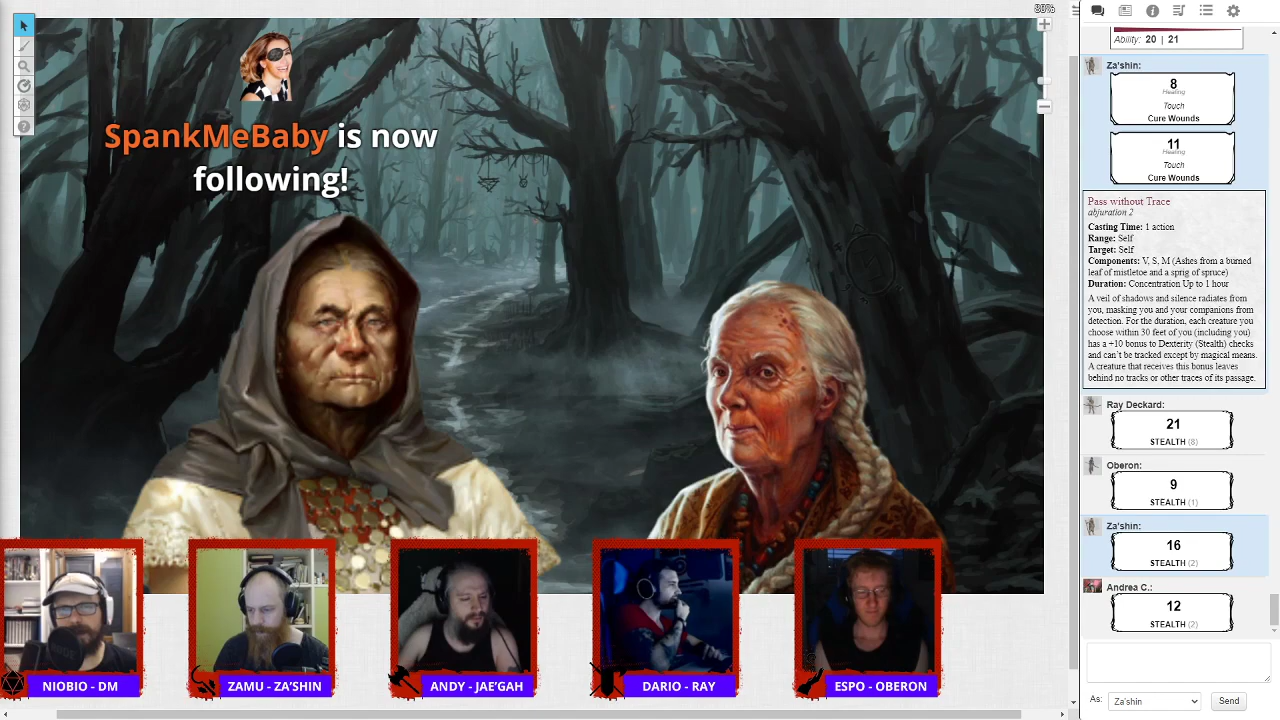 88%
SpankMeBaby is now
following!
NIOBIO - DM
ZAMU - ZA'SHIN
ANDY - JAE'GAH
DARIO - RAY
ESPO - OBERON
Ability: 20 | 21
Za'shin:
8
Healing
Touch
Cure Wounds
11
Healing
Touch
Cure Wounds
Pass without Trace
abjuration 2
Casting Time: 1 action
Range: Self
Target: Self
Components: V, S, M (Ashes from a burned
leaf of mistletoe and a sprig of spruce)
Duration: Concentration Up to 1 hour
A veil of shadows and silence radiates from
you, masking you and your companions from
detection. For the duration, each creature you
choose within 30 feet of you (including you)
has a +10 bonus to Dexterity (Stealth) checks
and can't be tracked except by magical means.
A creature that receives this bonus leaves
behind no tracks or other traces of its passage.
Ray Deckard:
21
STEALTH (8)
Oberon:
9
STEALTH (1)
Za'shin:
16
STEALTH (2)
Andrea C.:
12
STEALTH (2)
As:
Za'shin
Send